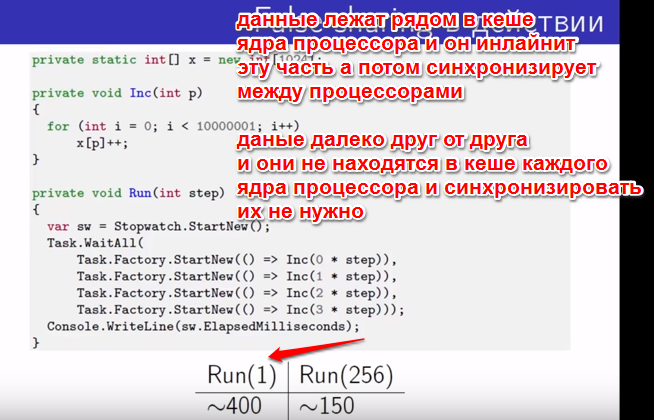 False sharing в действии
данные лежат рядом в кеше
ядра процессора и он инлайнит
эту часть а потом синхронизирует
между процессорами
даные далеко друг от друга
и они не находятся в кеше каждого
ядра процессора и синхронизировать
их не нужно
private static int[] x = new int[1024];
private void Inc(int p)
{
for (int i = 0; i < 10000001; i++)
x[p]++;
}
private void Run(int step)
{
var sw = Stopwatch.StartNew();
Task.WaitAll(
Task.Factory.StartNew(() => Inc(0 * step)),
Task.Factory.StartNew(() => Inc(1 * step)),
Task.Factory.StartNew(() => Inc(2 * step)),
Task.Factory.StartNew(() => Inc(3 * step)));
Console.WriteLine(sw.ElapsedMilliseconds);
}
Run(1) Run(256)
~400 ~150